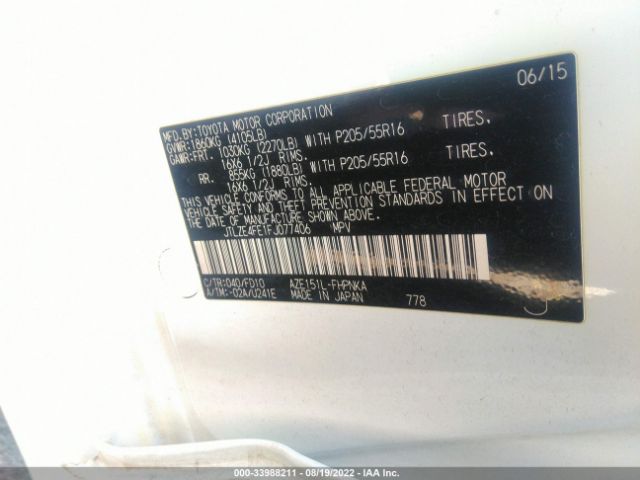 06/15
MFD.BY:TOYOTA MOTOR CORPORATION
GVWR:1860KG (4105LB)
GAWR:FRT. 1030KG (2270LB) WITH P205/55R16 TIRES.
16X6 1/2J RIMS.
RR. 855KG (1880LB) WITH P205/55R16 TIRES.
16X6 1/2J RIMS.
THIS VEHICLE CONFORMS TO ALL APPLICABLE FEDERAL MOTOR
VEHICLE SAFETY AND THEFT PREVENTION STANDARDS IN EFFECT ON
THE DATE OF MANUFACTURE SHOWN ABOVE.
JTLZE4FE1FJ077406 MPV
C/TR:040/FD10 AZE151L-FHPNKA
A/TM:-02A/U241E MADE IN JAPAN 778
000-33988211 - 08/19/2022 - IAA Inc.